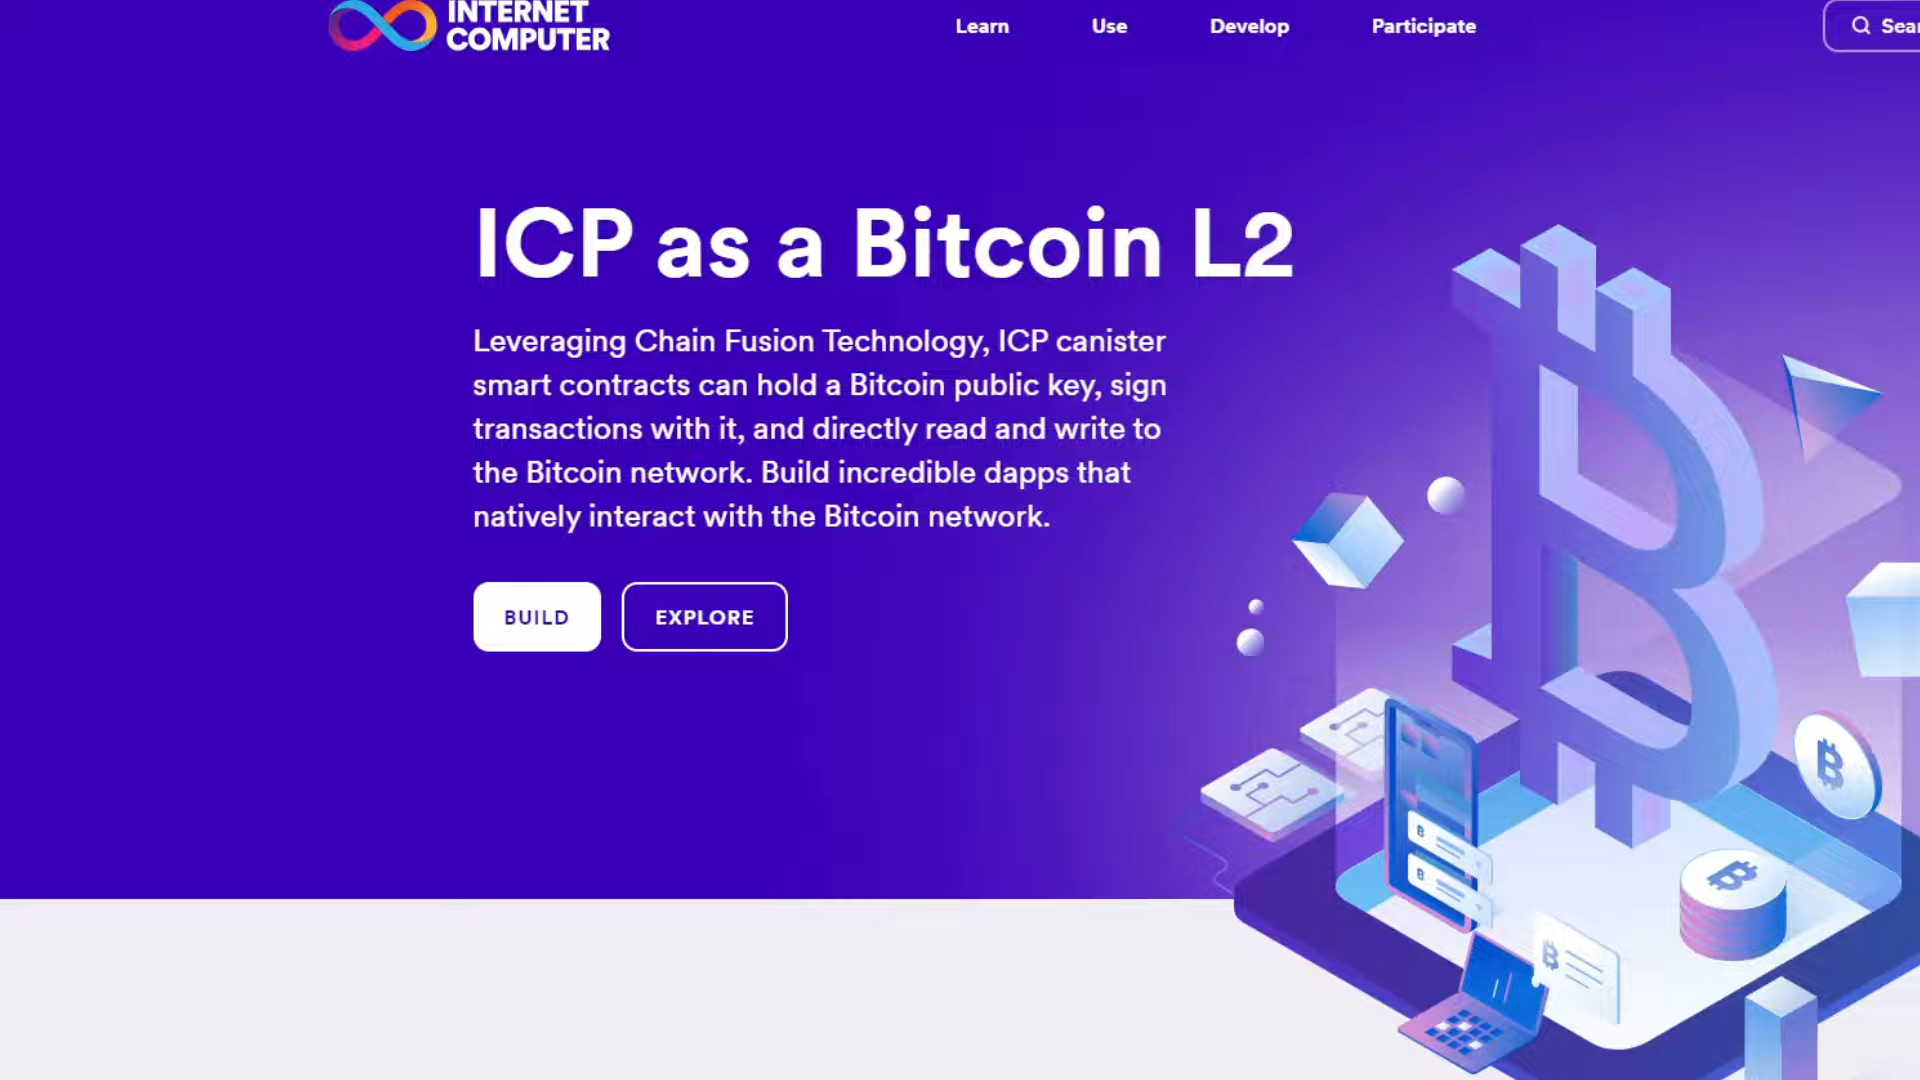 INTERNET
COMPUTER
Learn
Use
Develop
Participate
ICP as a Bitcoin L2
Leveraging Chain Fusion Technology, ICP canister
smart contracts can hold a Bitcoin public key, sign
transactions with it, and directly read and write to
the Bitcoin network. Build incredible dapps that
natively interact with the Bitcoin network.
BUILD
EXPLORE